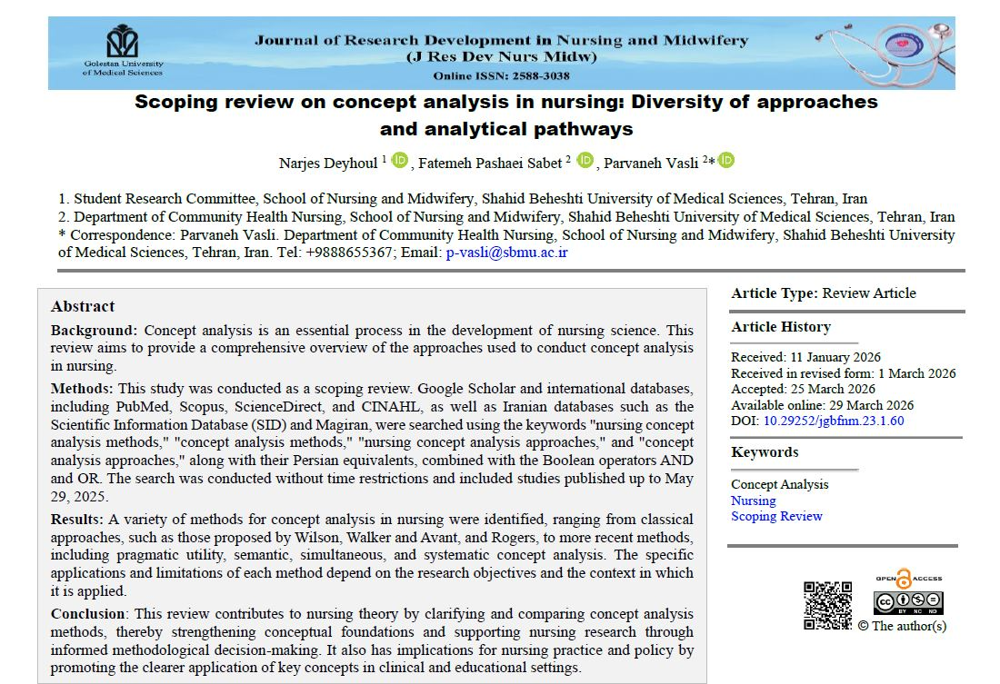 Golestan University
of Medical Sciences
Journal of Research Development in Nursing and Midwifery
(J Res Dev Nurs Midw)
Online ISSN: 2588-3038
Scoping review on concept analysis in nursing: Diversity of approaches
and analytical pathways
Narjes Deyhoul 1 iD , Fatemeh Pashaei Sabet 2 iD , Parvaneh Vasli 2* iD
1. Student Research Committee, School of Nursing and Midwifery, Shahid Beheshti University of Medical Sciences, Tehran, Iran
2. Department of Community Health Nursing, School of Nursing and Midwifery, Shahid Beheshti University of Medical Sciences, Tehran, Iran
* Correspondence: Parvaneh Vasli. Department of Community Health Nursing, School of Nursing and Midwifery, Shahid Beheshti University
of Medical Sciences, Tehran, Iran. Tel: +9888655367; Email: p-vasli@sbmu.ac.ir
Abstract
Background: Concept analysis is an essential process in the development of nursing science. This
review aims to provide a comprehensive overview of the approaches used to conduct concept analysis
in nursing.
Methods: This study was conducted as a scoping review. Google Scholar and international databases,
including PubMed, Scopus, ScienceDirect, and CINAHL, as well as Iranian databases such as the
Scientific Information Database (SID) and Magiran, were searched using the keywords "nursing concept
analysis methods," "concept analysis methods," "nursing concept analysis approaches," and "concept
analysis approaches," along with their Persian equivalents, combined with the Boolean operators AND
and OR. The search was conducted without time restrictions and included studies published up to May
29, 2025.
Results: A variety of methods for concept analysis in nursing were identified, ranging from classical
approaches, such as those proposed by Wilson, Walker and Avant, and Rogers, to more recent methods,
including pragmatic utility, semantic, simultaneous, and systematic concept analysis. The specific
applications and limitations of each method depend on the research objectives and the context in which
it is applied.
Conclusion: This review contributes to nursing theory by clarifying and comparing concept analysis
methods, thereby strengthening conceptual foundations and supporting nursing research through
informed methodological decision-making. It also has implications for nursing practice and policy by
promoting the clearer application of key concepts in clinical and educational settings.
Article Type: Review Article
Article History
Received: 11 January 2026
Received in revised form: 1 March 2026
Accepted: 25 March 2026
Available online: 29 March 2026
DOI: 10.29252/jgbfnm.23.1.60
Keywords
Concept Analysis
Nursing
Scoping Review
OPEN ACCESS
CC BY NC ND
© The author(s)